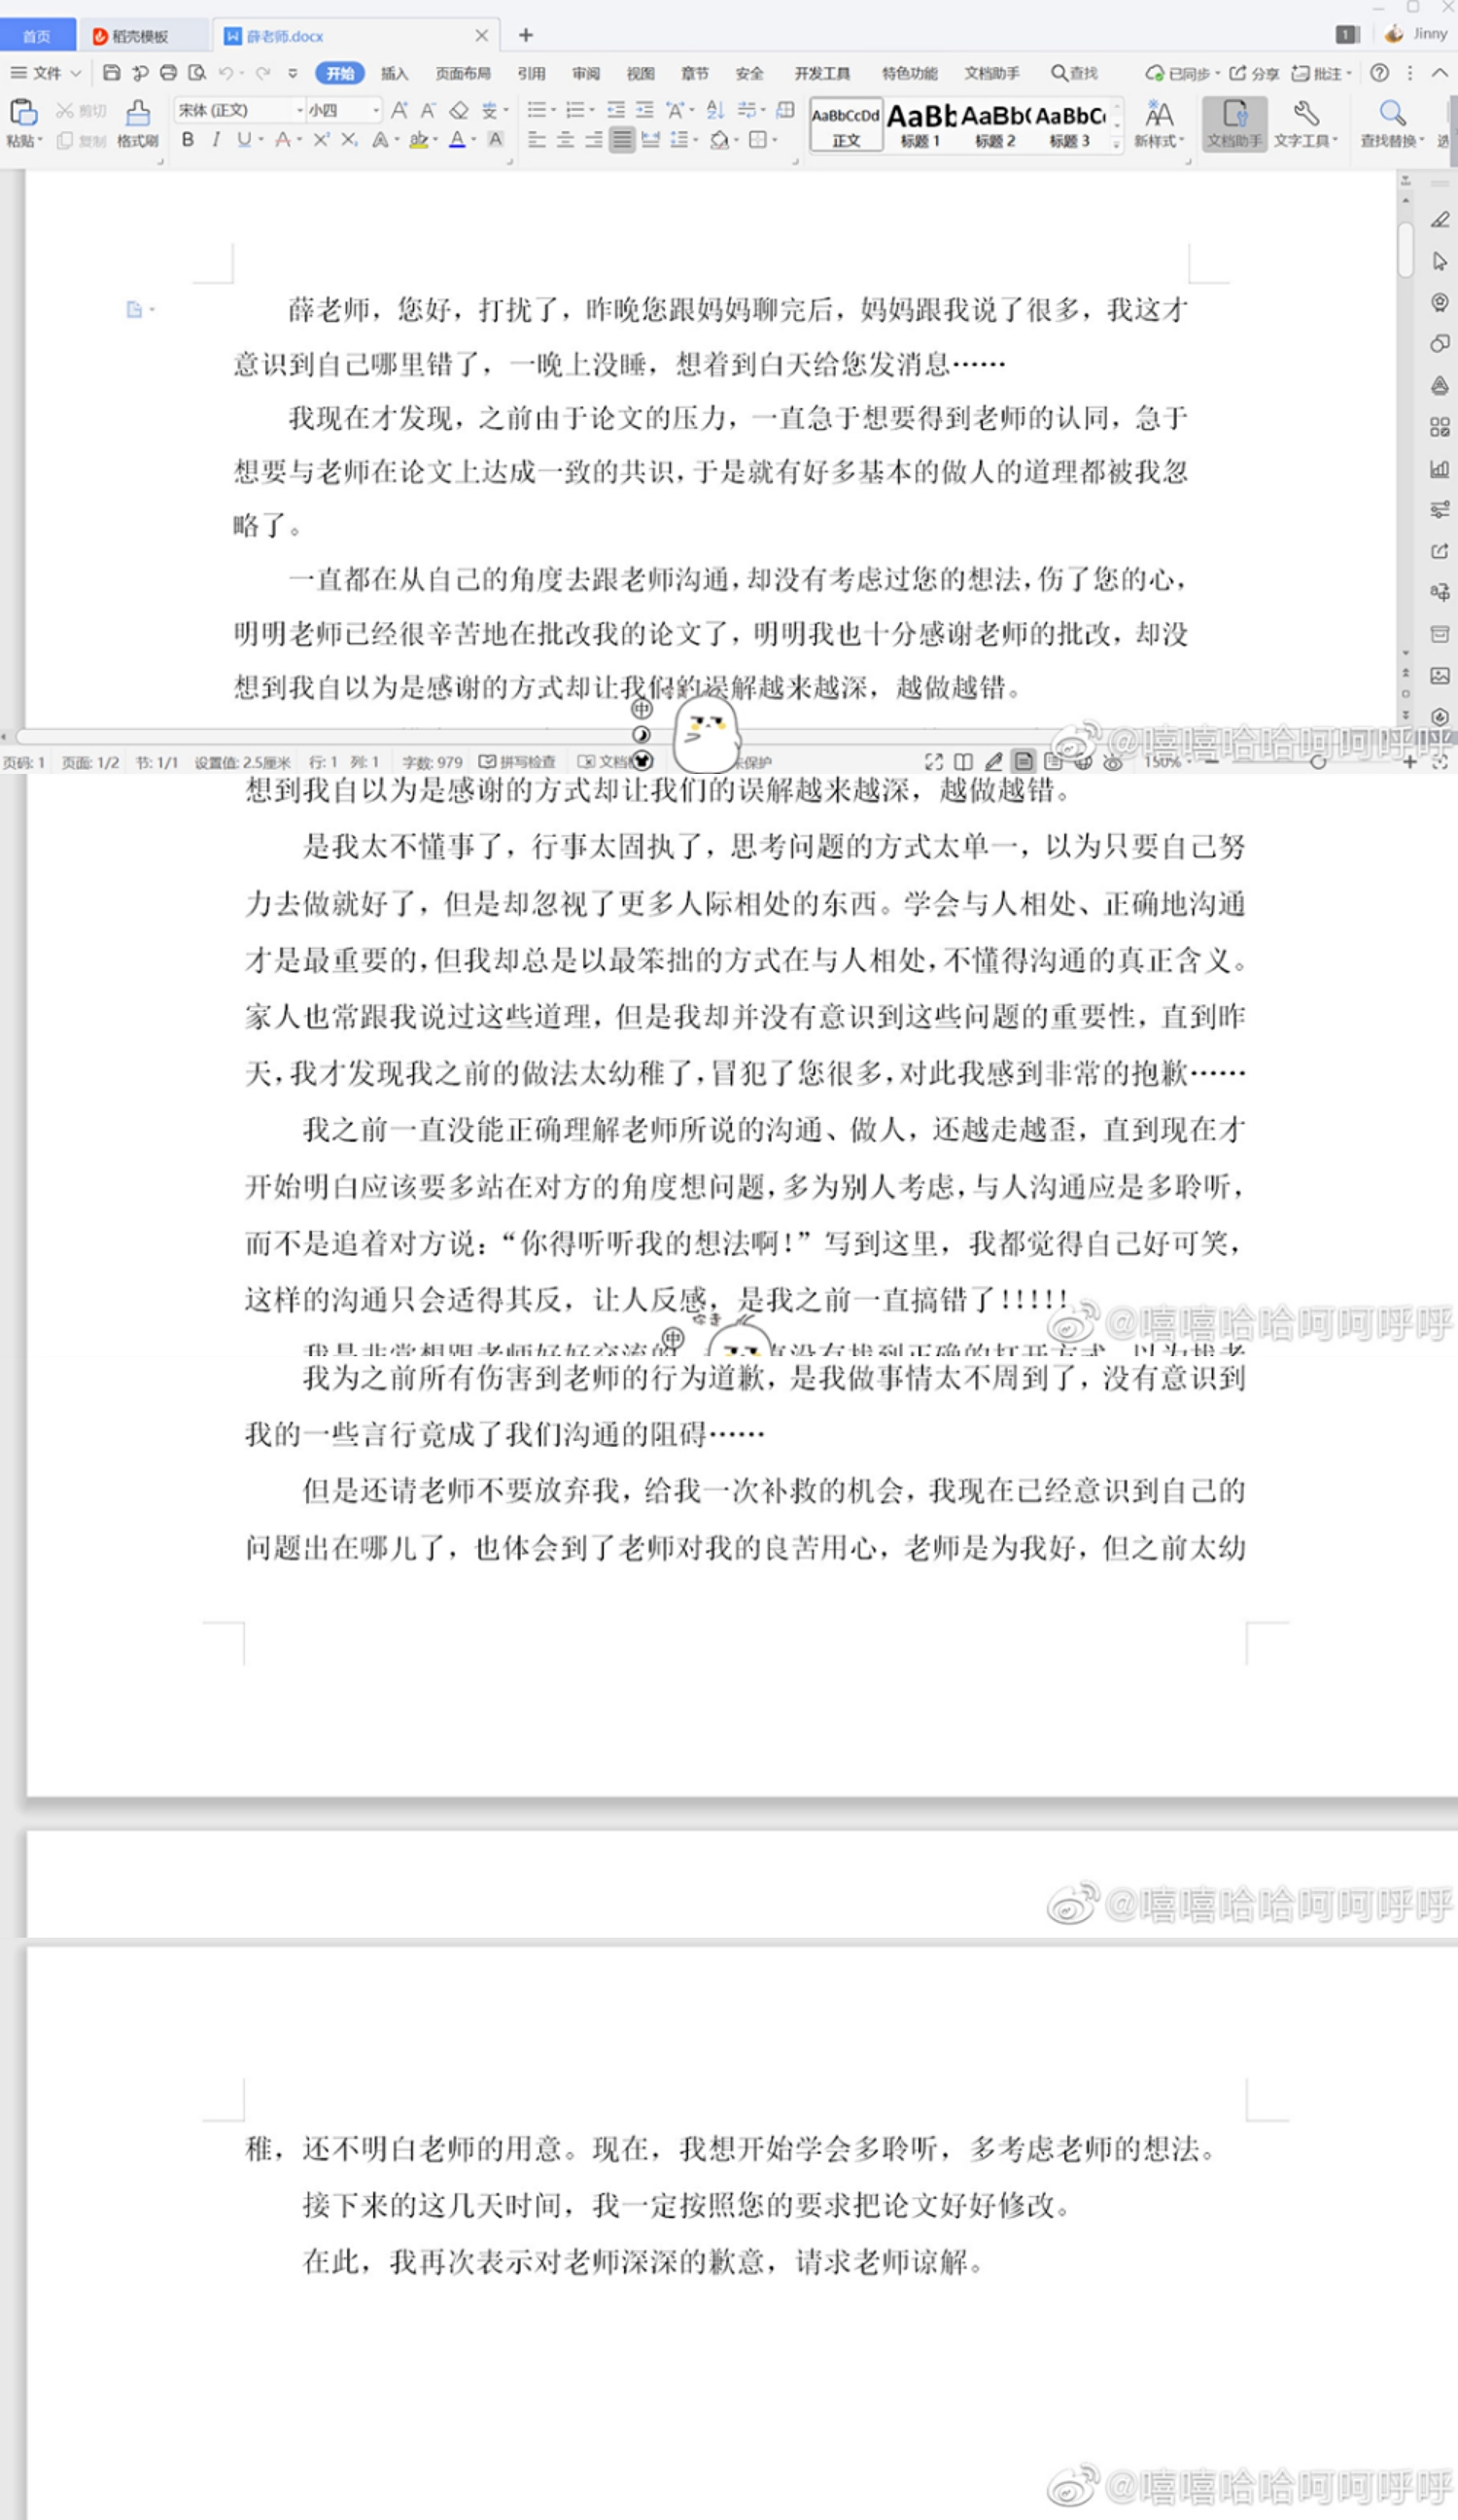 首页 稻壳模板 薛老师.docx 1 Jinny
文件 开始 插入 页面布局 引用 审阅 视图 章节 安全 开发工具 特色功能 文档助手 查找 已同步 分享 批注
粘贴 剪切 复制 格式刷 宋体 (正文) 小四
AaBbCcDd AaBb AaBb( AaBbC
正文 标题 1 标题 2 标题 3 新样式 文档助手 文字工具 查找替换 选
薛老师，您好，打扰了，昨晚您跟妈妈聊完后，妈妈跟我说了很多，我这才
意识到自己哪里错了，一晚上没睡，想着到白天给您发消息……
我现在才发现，之前由于论文的压力，一直急于想要得到老师的认同，急于
想要与老师在论文上达成一致的共识，于是就有好多基本的做人的道理都被我忽
略了。
一直都在从自己的角度去跟老师沟通，却没有考虑过您的想法，伤了您的心，
明明老师已经很辛苦地在批改我的论文了，明明我也十分感谢老师的批改，却没
想到我自以为是感谢的方式却让我们的误解越来越深，越做越错。
中
@嘻嘻哈哈呵呵呼呼
页码: 1 页面: 1/2 节: 1/1 设置值: 2.5厘米 行: 1 列: 1 字数: 979 拼写检查 文档 未保护 150%
想到我自以为是感谢的方式却让我们的误解越来越深，越做越错。
是我太不懂事了，行事太固执了，思考问题的方式太单一，以为只要自己努
力去做就好了，但是却忽视了更多人际相处的东西。学会与人相处、正确地沟通
才是最重要的，但我却总是以最笨拙的方式在与人相处，不懂得沟通的真正含义。
家人也常跟我说过这些道理，但是我却并没有意识到这些问题的重要性，直到昨
天，我才发现我之前的做法太幼稚了，冒犯了您很多，对此我感到非常的抱歉……
我之前一直没能正确理解老师所说的沟通、做人，还越走越歪，直到现在才
开始明白应该要多站在对方的角度想问题，多为别人考虑，与人沟通应是多聆听，
而不是追着对方说：“你得听听我的想法啊！”写到这里，我都觉得自己好可笑，
这样的沟通只会适得其反，让人反感，是我之前一直搞错了！！！！！
@嘻嘻哈哈呵呵呼呼
中
我是非常想跟老师好好交流的 直没有找到正确的打开方式，以为找老
我为之前所有伤害到老师的行为道歉，是我做事情太不周到了，没有意识到
我的一些言行竟成了我们沟通的阻碍……
但是还请老师不要放弃我，给我一次补救的机会，我现在已经意识到自己的
问题出在哪儿了，也体会到了老师对我的良苦用心，老师是为我好，但之前太幼
@嘻嘻哈哈呵呵呼呼
稚，还不明白老师的用意。现在，我想开始学会多聆听，多考虑老师的想法。
接下来的这几天时间，我一定按照您的要求把论文好好修改。
在此，我再次表示对老师深深的歉意，请求老师谅解。
@嘻嘻哈哈呵呵呼呼